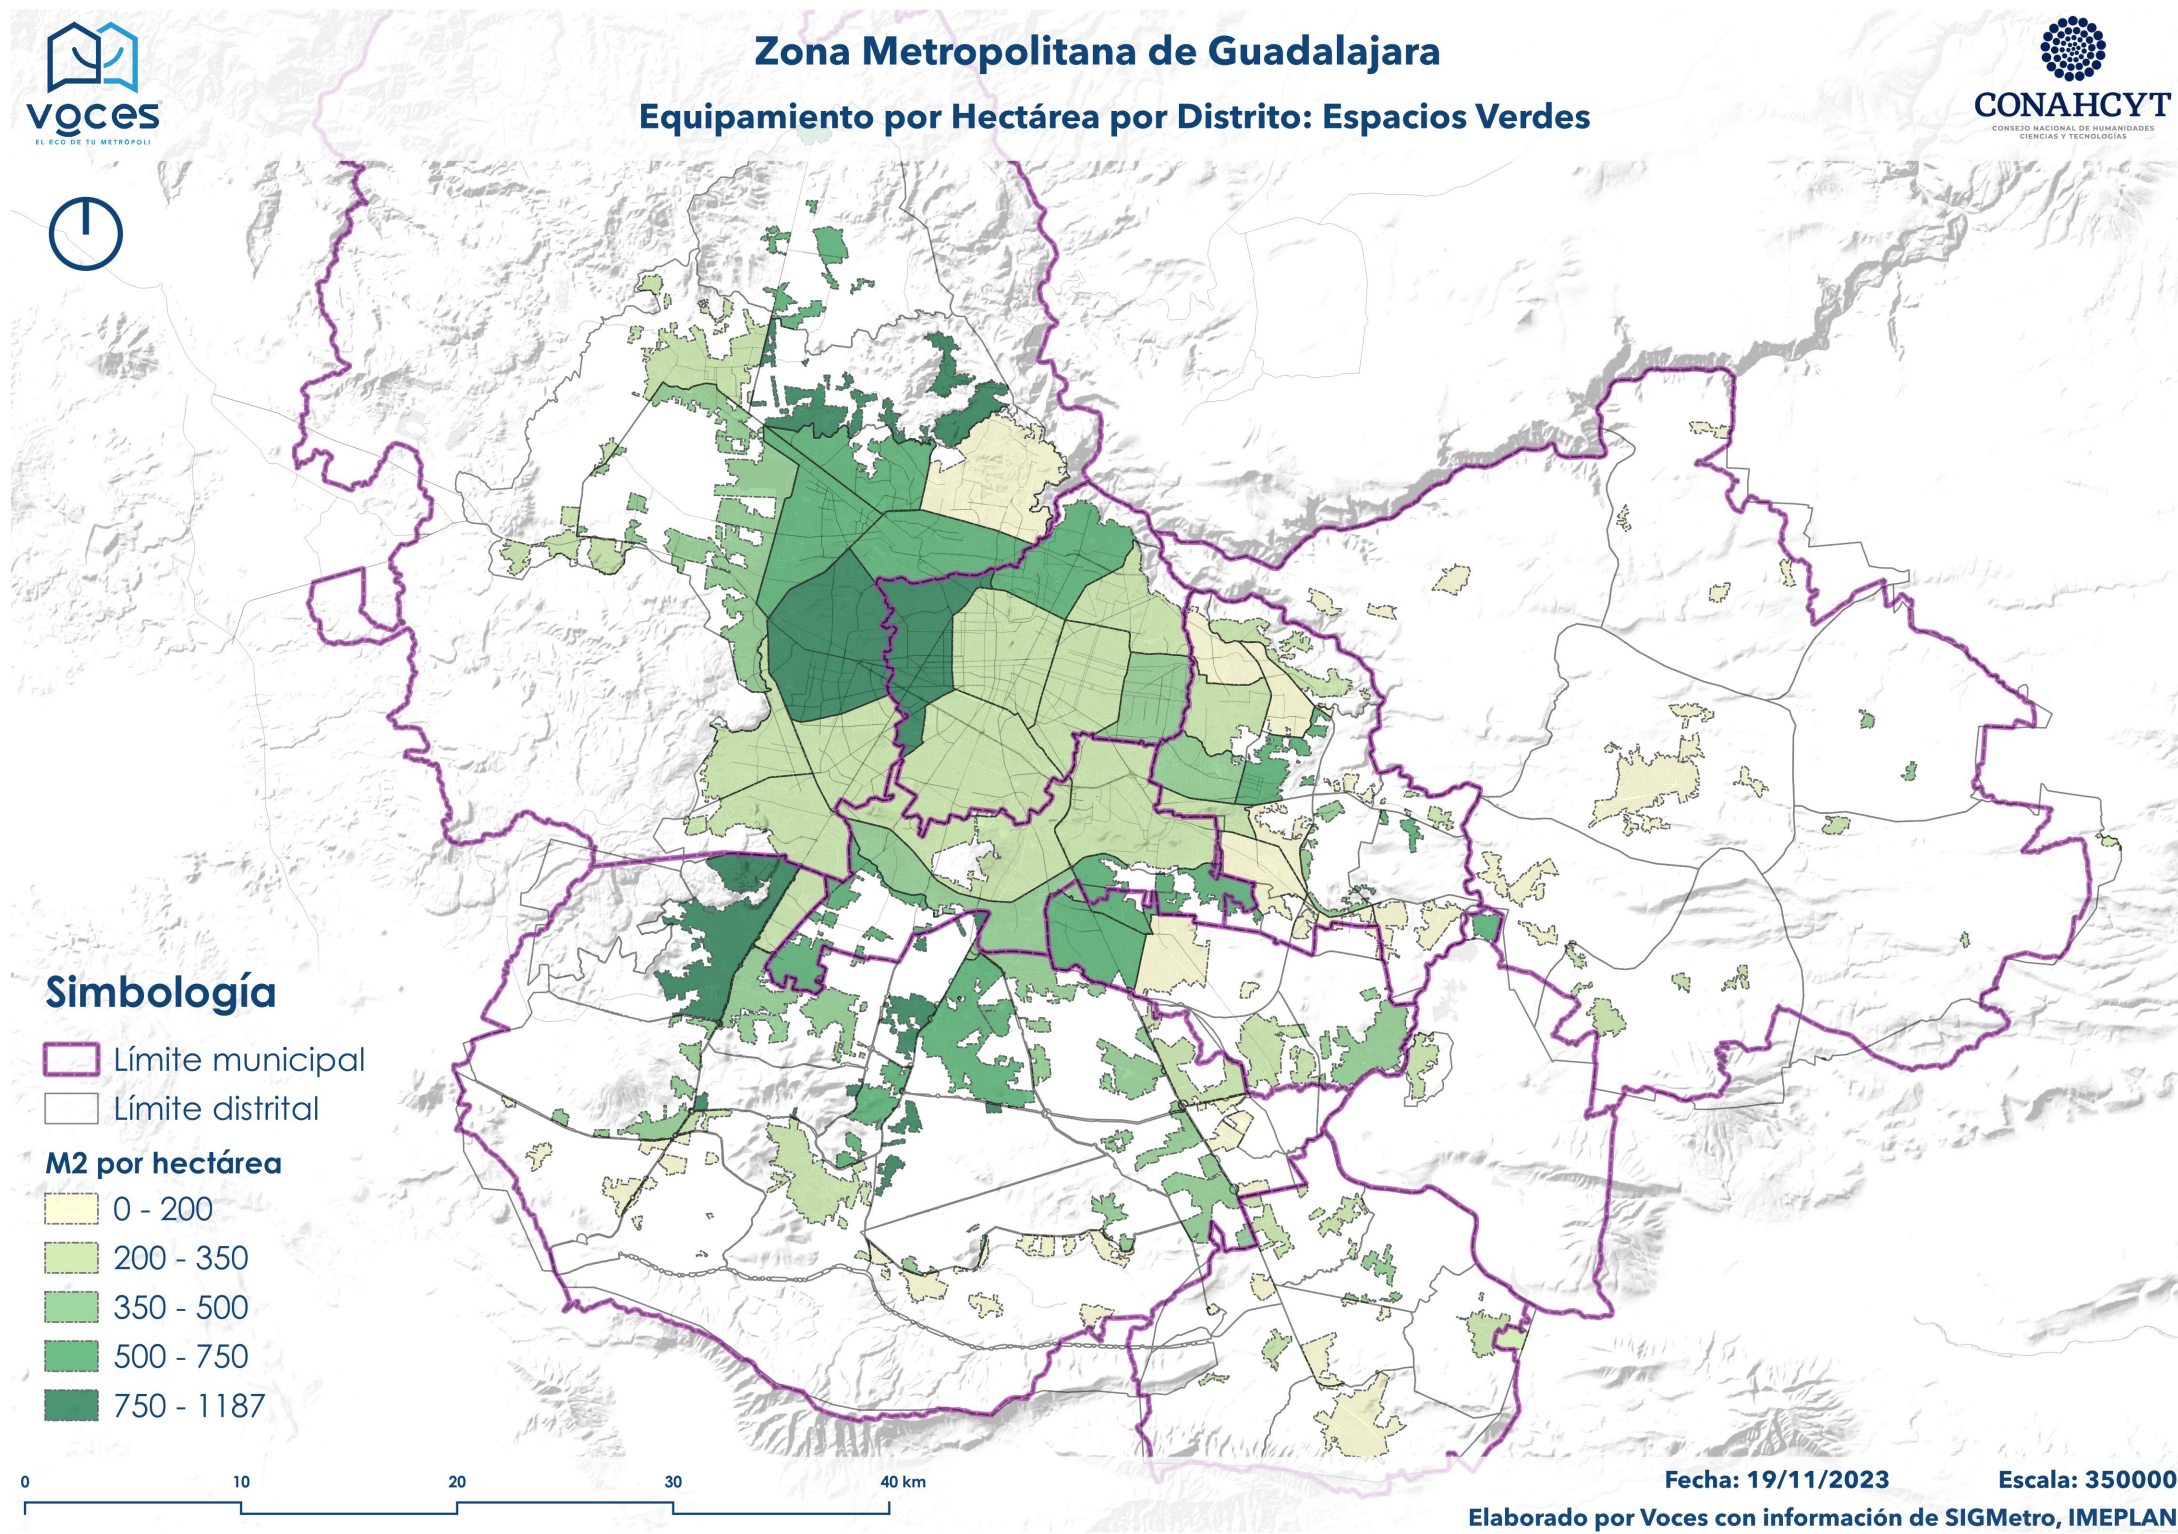 voces
EL ECO DE TU METRÓPOLI
Zona Metropolitana de Guadalajara
Equipamiento por Hectárea por Distrito: Espacios Verdes
CONAHCYT
CONSEJO NACIONAL DE HUMANIDADES
CIENCIAS Y TECNOLOGÍAS
Simbología
Límite municipal
Límite distrital
M2 por hectárea
0 - 200
200 - 350
350 - 500
500 - 750
750 - 1187
0 10 20 30 40 km
Fecha: 19/11/2023 Escala: 350000
Elaborado por Voces con información de SIGMetro, IMEPLAN